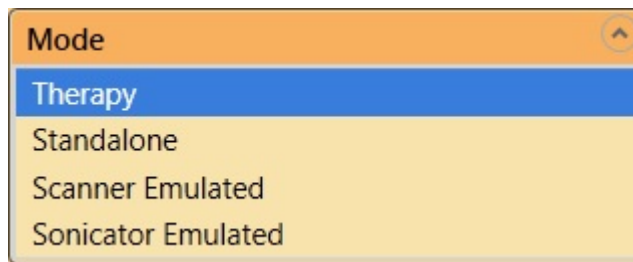 Mode
Therapy
Standalone
Scanner Emulated
Sonicator Emulated